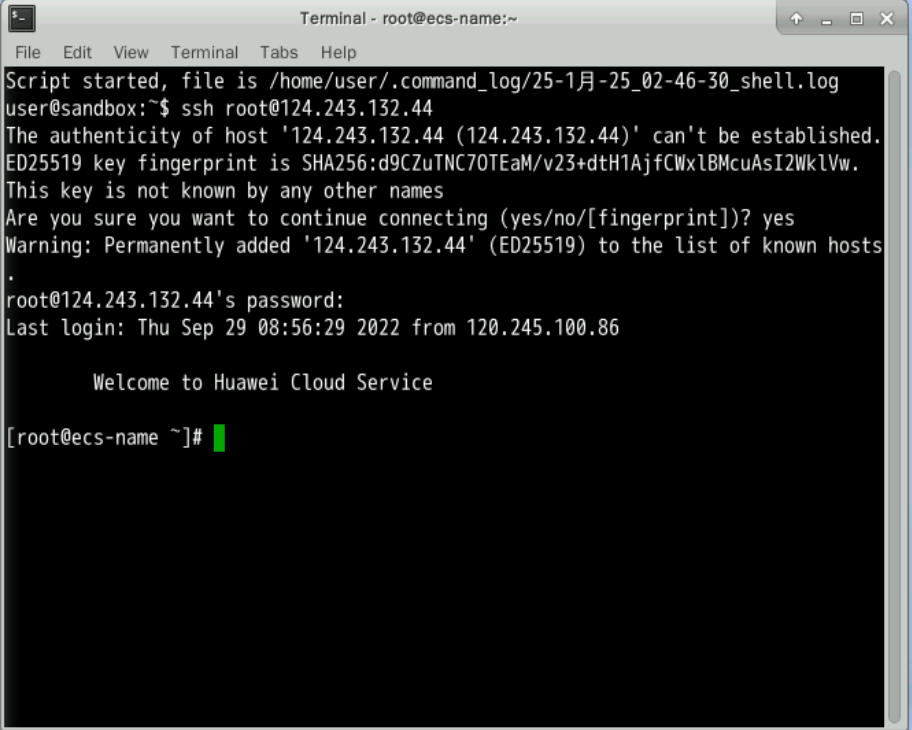 Terminal - root@ecs-name:~
File Edit View Terminal Tabs Help
Script started, file is /home/user/.command_log/25-1月-25_02-46-30_shell.log
user@sandbox:~$ ssh root@124.243.132.44
The authenticity of host '124.243.132.44 (124.243.132.44)' can't be established.
ED25519 key fingerprint is SHA256:d9CZuTNC7OTEaM/v23+dtH1AjfCWxlBMcuAsI2WklVw.
This key is not known by any other names
Are you sure you want to continue connecting (yes/no/[fingerprint])? yes
Warning: Permanently added '124.243.132.44' (ED25519) to the list of known hosts
.
root@124.243.132.44's password:
Last login: Thu Sep 29 08:56:29 2022 from 120.245.100.86
Welcome to Huawei Cloud Service
[root@ecs-name ~]#